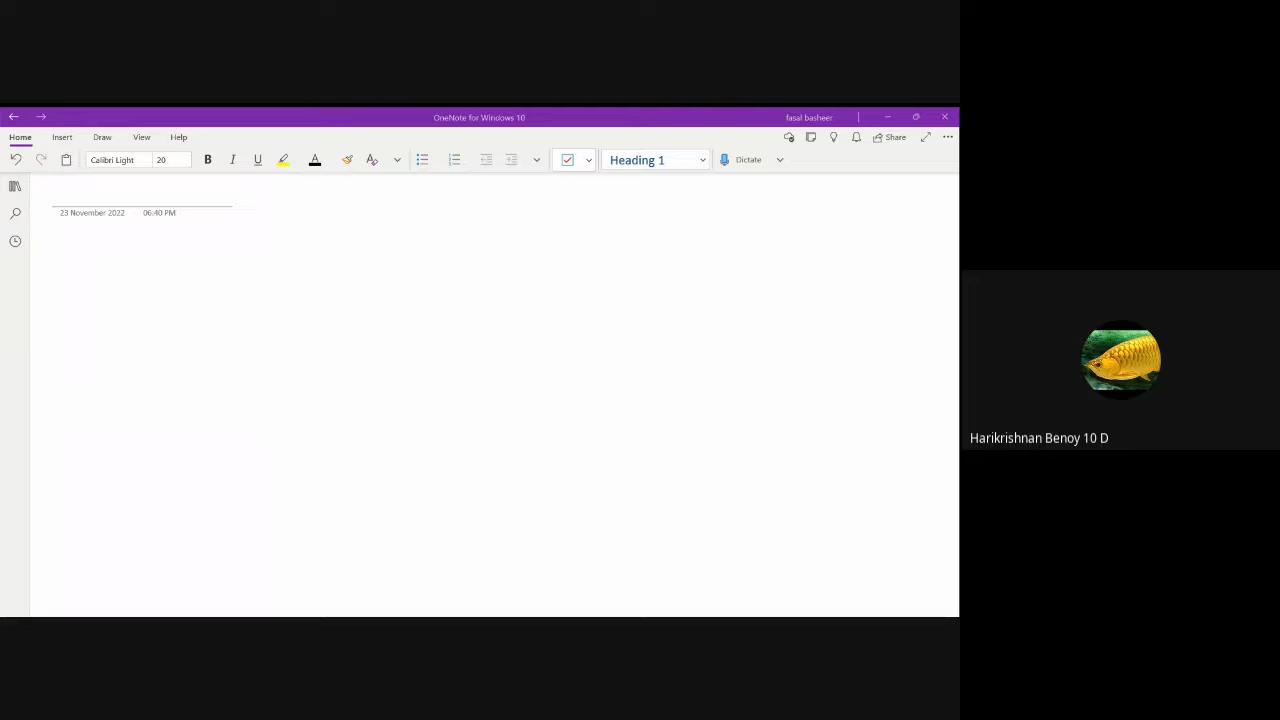 OneNote for Windows 10
fasal basheer
Home Insert Draw View Help
Share
Calibri Light 20 B I U A A Heading 1 Dictate
23 November 2022 06:40 PM
Harikrishnan Benoy 10 D